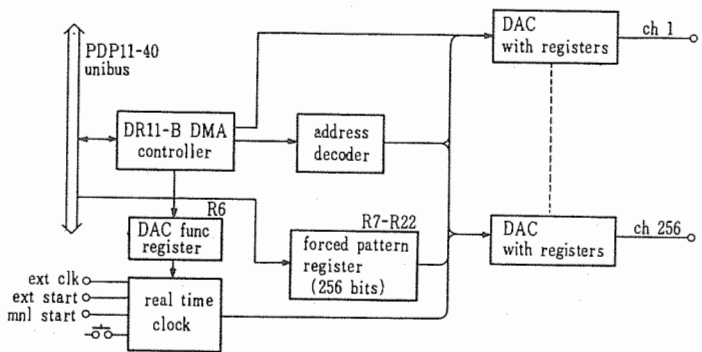 PDP11-40
unibus
DAC
with registers
ch 1
DR11-B DMA
controller
address
decoder
R6
DAC func
register
R7-R22
forced pattern
register
(256 bits)
DAC
with registers
ch 256
ext clk
ext start
mnl start
real time
clock